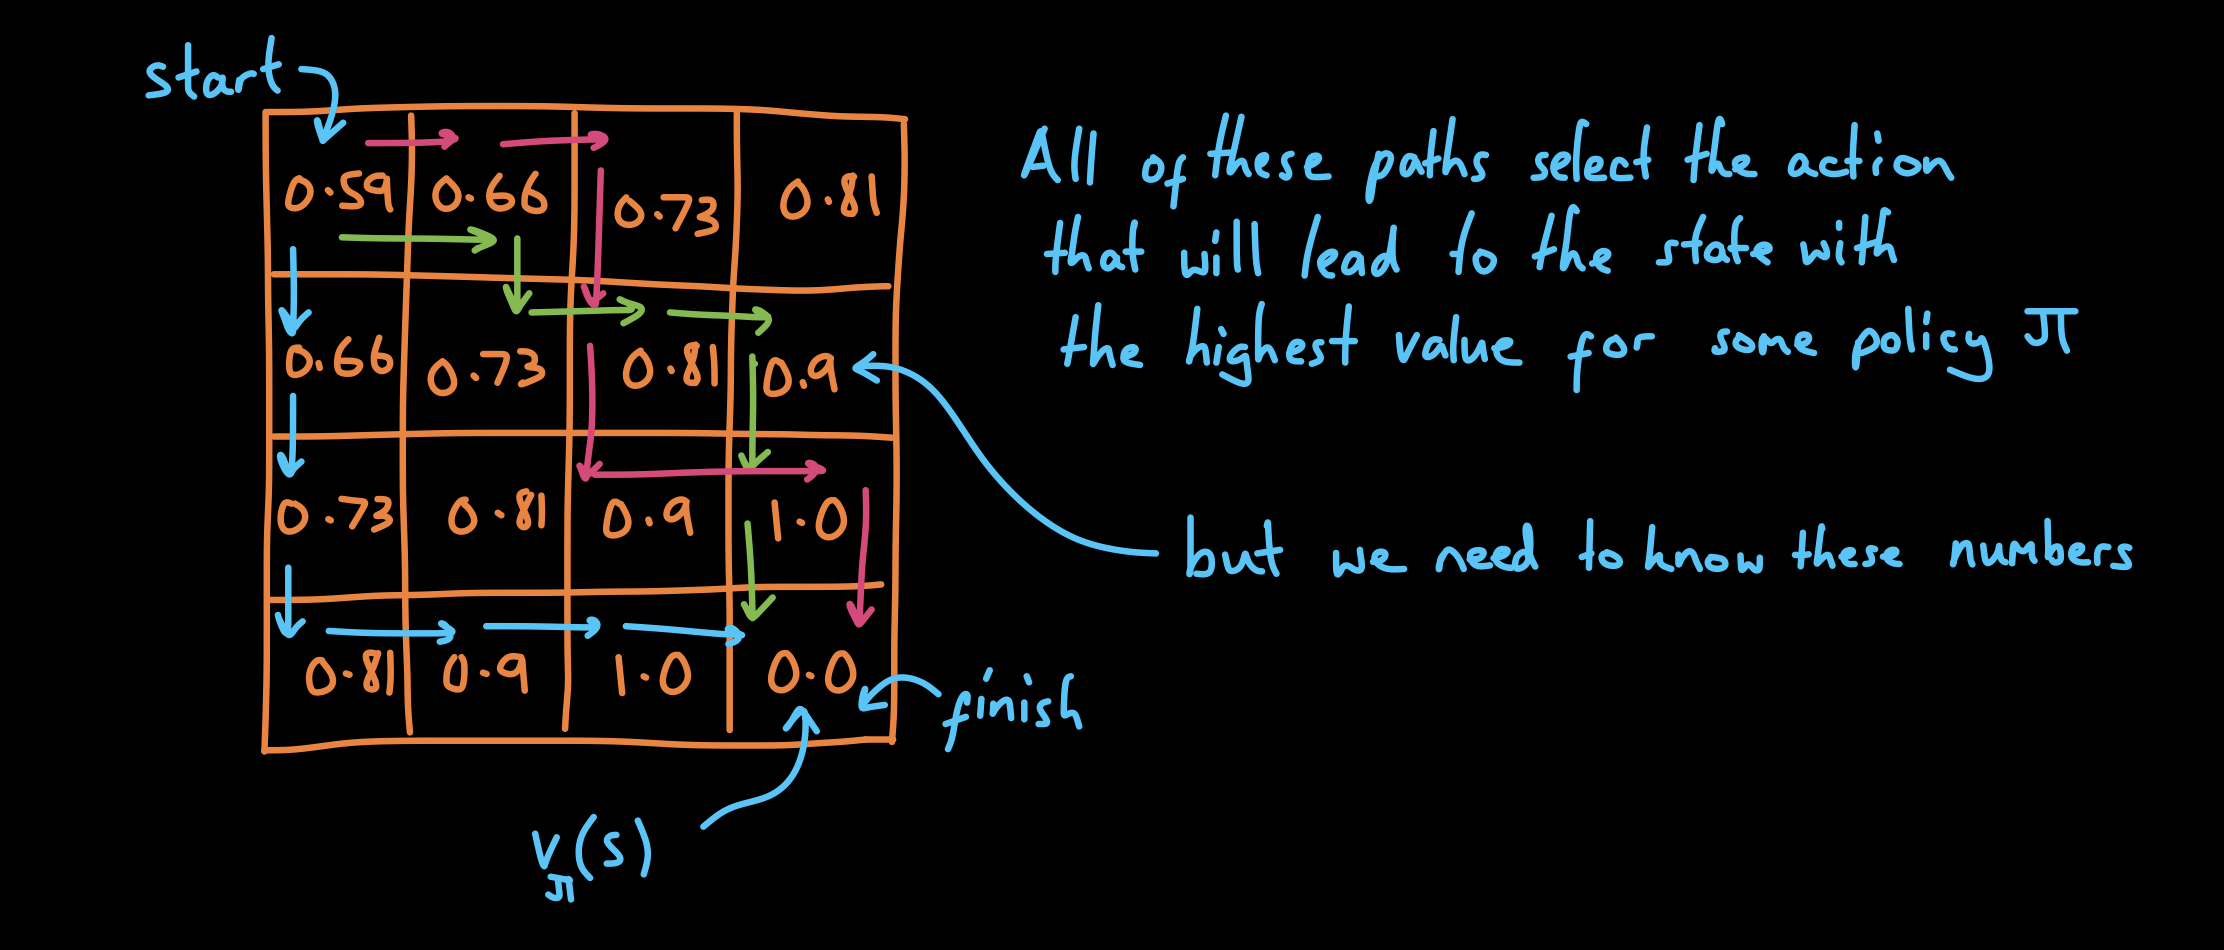 start
0.59 0.66 0.73 0.81
0.66 0.73 0.81 0.9
0.73 0.81 0.9 1.0
0.81 0.9 1.0 0.0
finish
V_π(s)
All of these paths select the action
that will lead to the state with
the highest value for some policy π
but we need to know these numbers